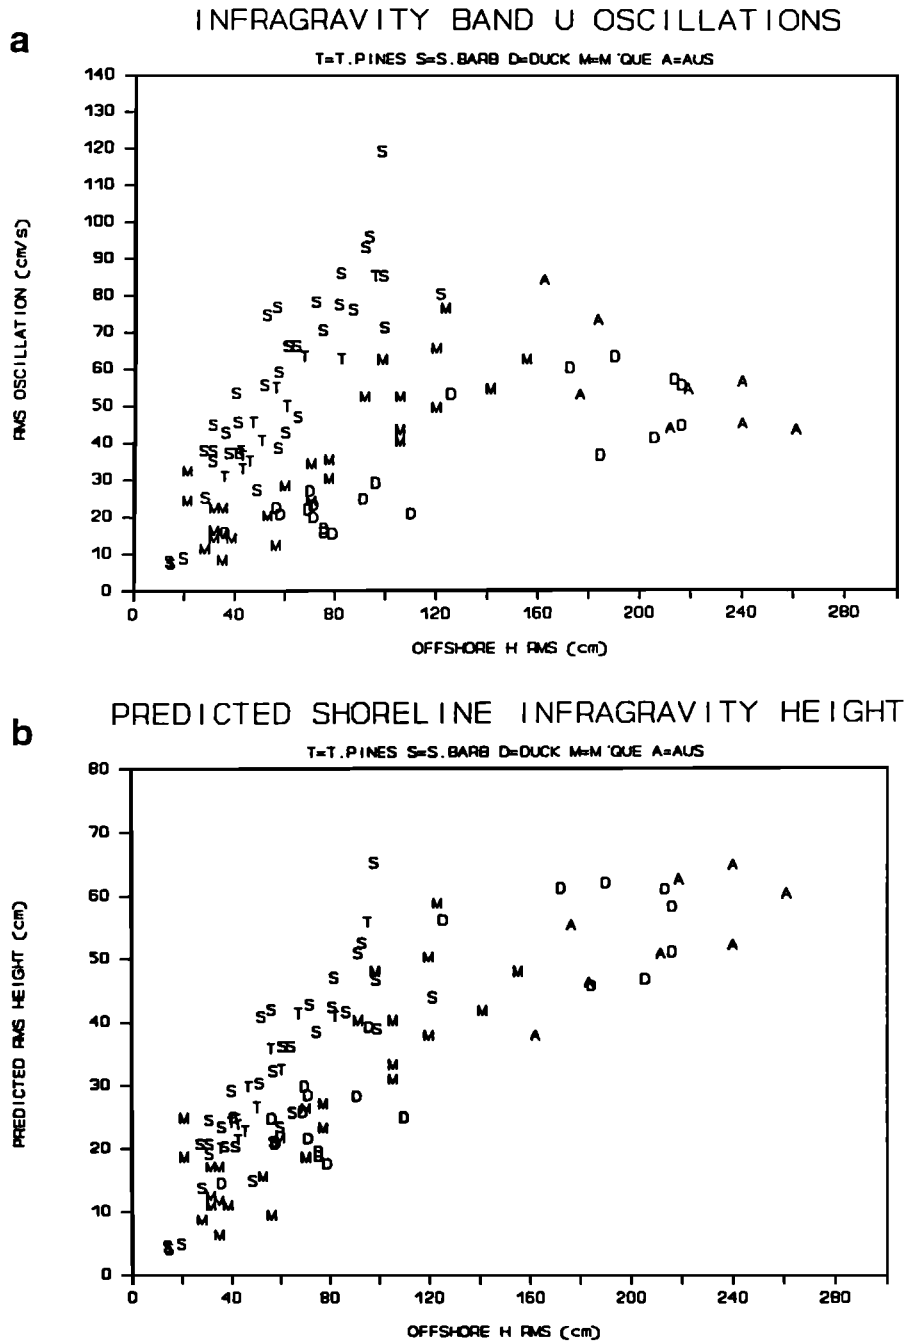 a
INFRAGRAVITY BAND U OSCILLATIONS
T=T.PINES S=S.BARB D=DUCK M=M'QUE A=AUS
RMS OSCILLATION (cm/s)
140
130
120
110
100
90
80
70
60
50
40
30
20
10
0
0 40 80 120 160 200 240 280
OFFSHORE H RMS (cm)
b
PREDICTED SHORELINE INFRAGRAVITY HEIGHT
T=T.PINES S=S.BARB D=DUCK M=M'QUE A=AUS
PREDICTED RMS HEIGHT (cm)
80
70
60
50
40
30
20
10
0
0 40 80 120 160 200 240 280
OFFSHORE H RMS (cm)